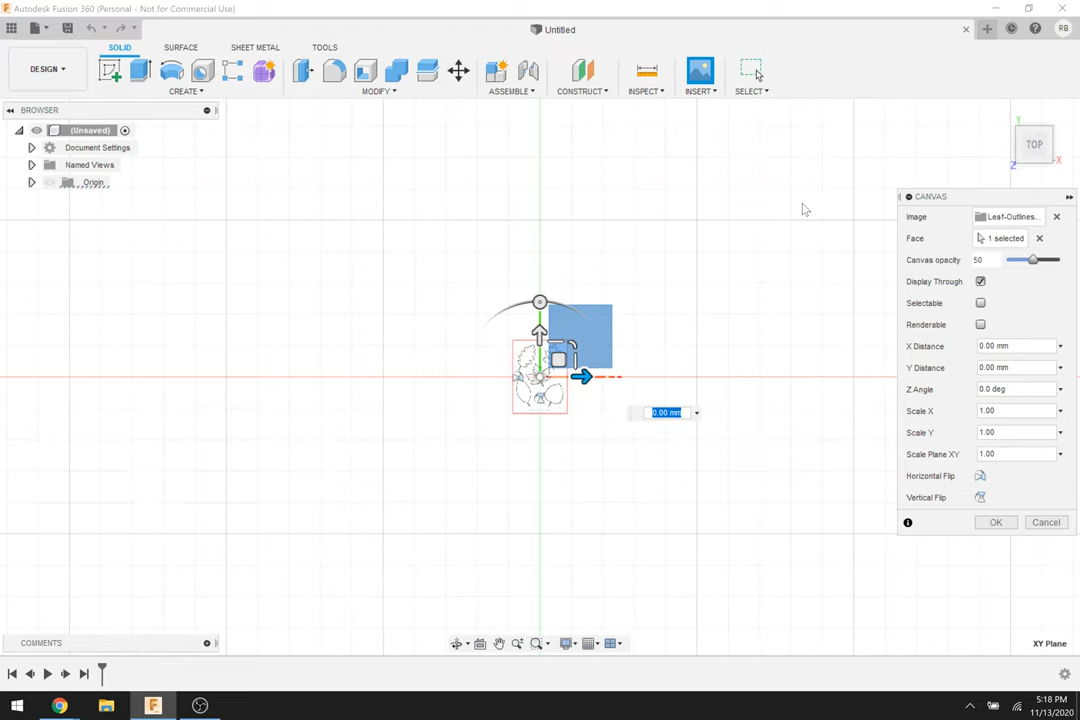 Autodesk Fusion 360 (Personal - Not for Commercial Use)
Untitled
RB
DESIGN
SOLID
SURFACE
SHEET METAL
TOOLS
CREATE
MODIFY
ASSEMBLE
CONSTRUCT
INSPECT
INSERT
SELECT
BROWSER
(Unsaved)
Document Settings
Named Views
Origin
Y
TOP
X
Z
CANVAS
Image
Leaf-Outlines...
Face
1 selected
Canvas opacity
50
Display Through
Selectable
Renderable
X Distance
0.00 mm
Y Distance
0.00 mm
Z Angle
0.0 deg
Scale X
1.00
Scale Y
1.00
Scale Plane XY
1.00
Horizontal Flip
Vertical Flip
OK
Cancel
0.00 mm
COMMENTS
XY Plane
5:18 PM
11/13/2020